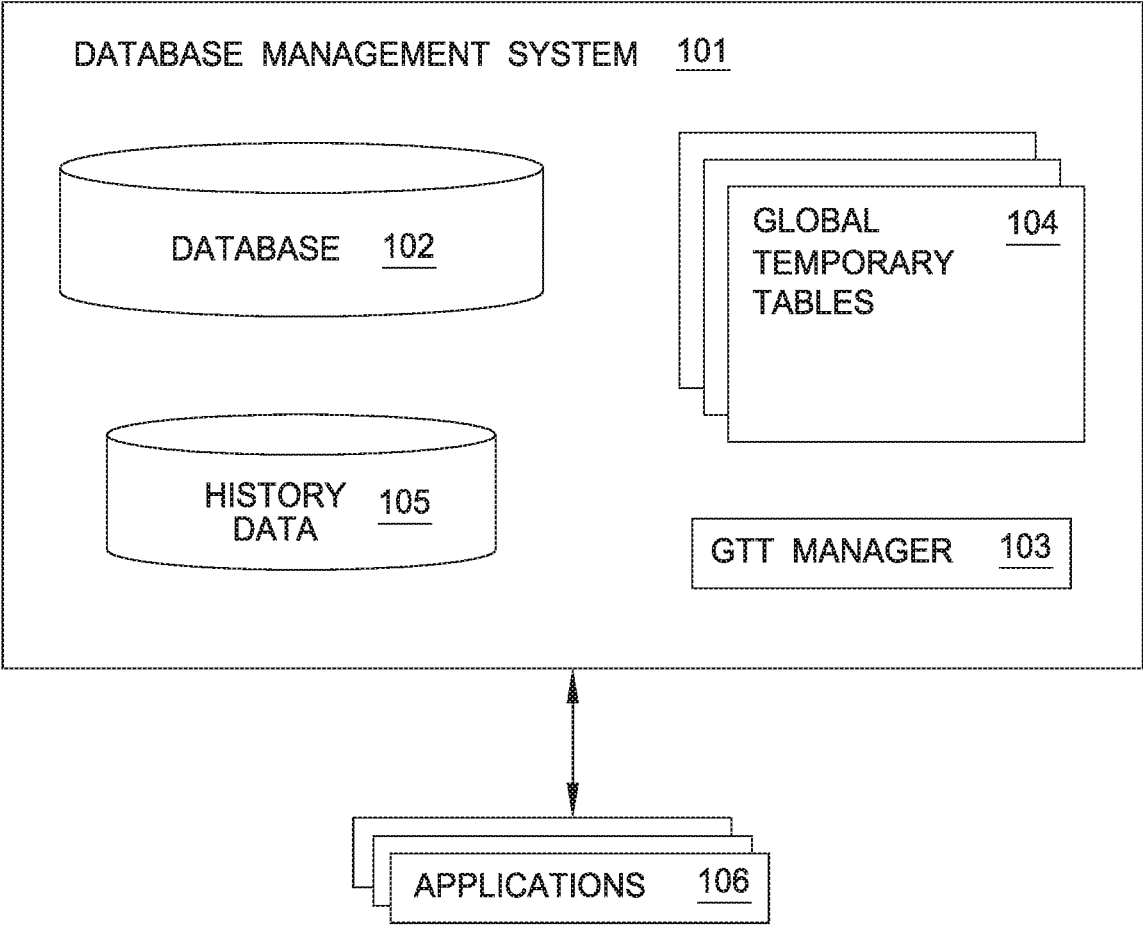 DATABASE MANAGEMENT SYSTEM 101
DATABASE 102
GLOBAL 104
TEMPORARY
TABLES
HISTORY 105
DATA
GTT MANAGER 103
APPLICATIONS 106